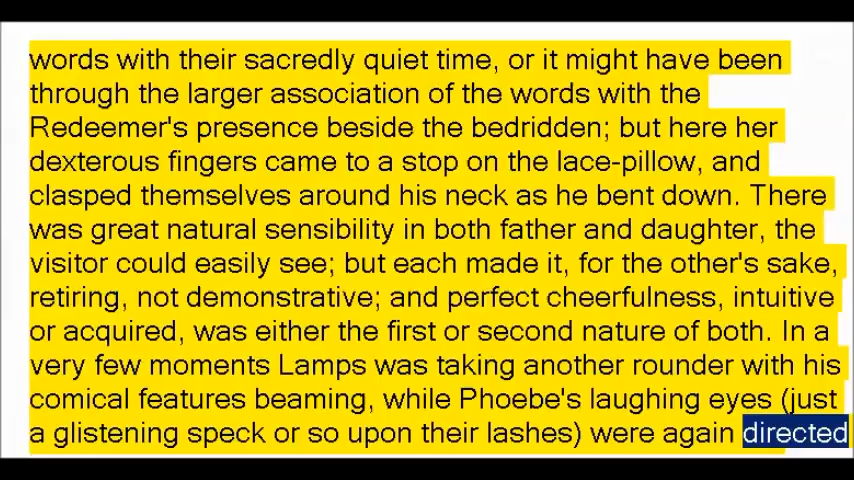 words with their sacredly quiet time, or it might have been
through the larger association of the words with the
Redeemer's presence beside the bedridden; but here her
dexterous fingers came to a stop on the lace-pillow, and
clasped themselves around his neck as he bent down. There
was great natural sensibility in both father and daughter, the
visitor could easily see; but each made it, for the other's sake,
retiring, not demonstrative; and perfect cheerfulness, intuitive
or acquired, was either the first or second nature of both. In a
very few moments Lamps was taking another rounder with his
comical features beaming, while Phoebe's laughing eyes (just
a glistening speck or so upon their lashes) were again directed